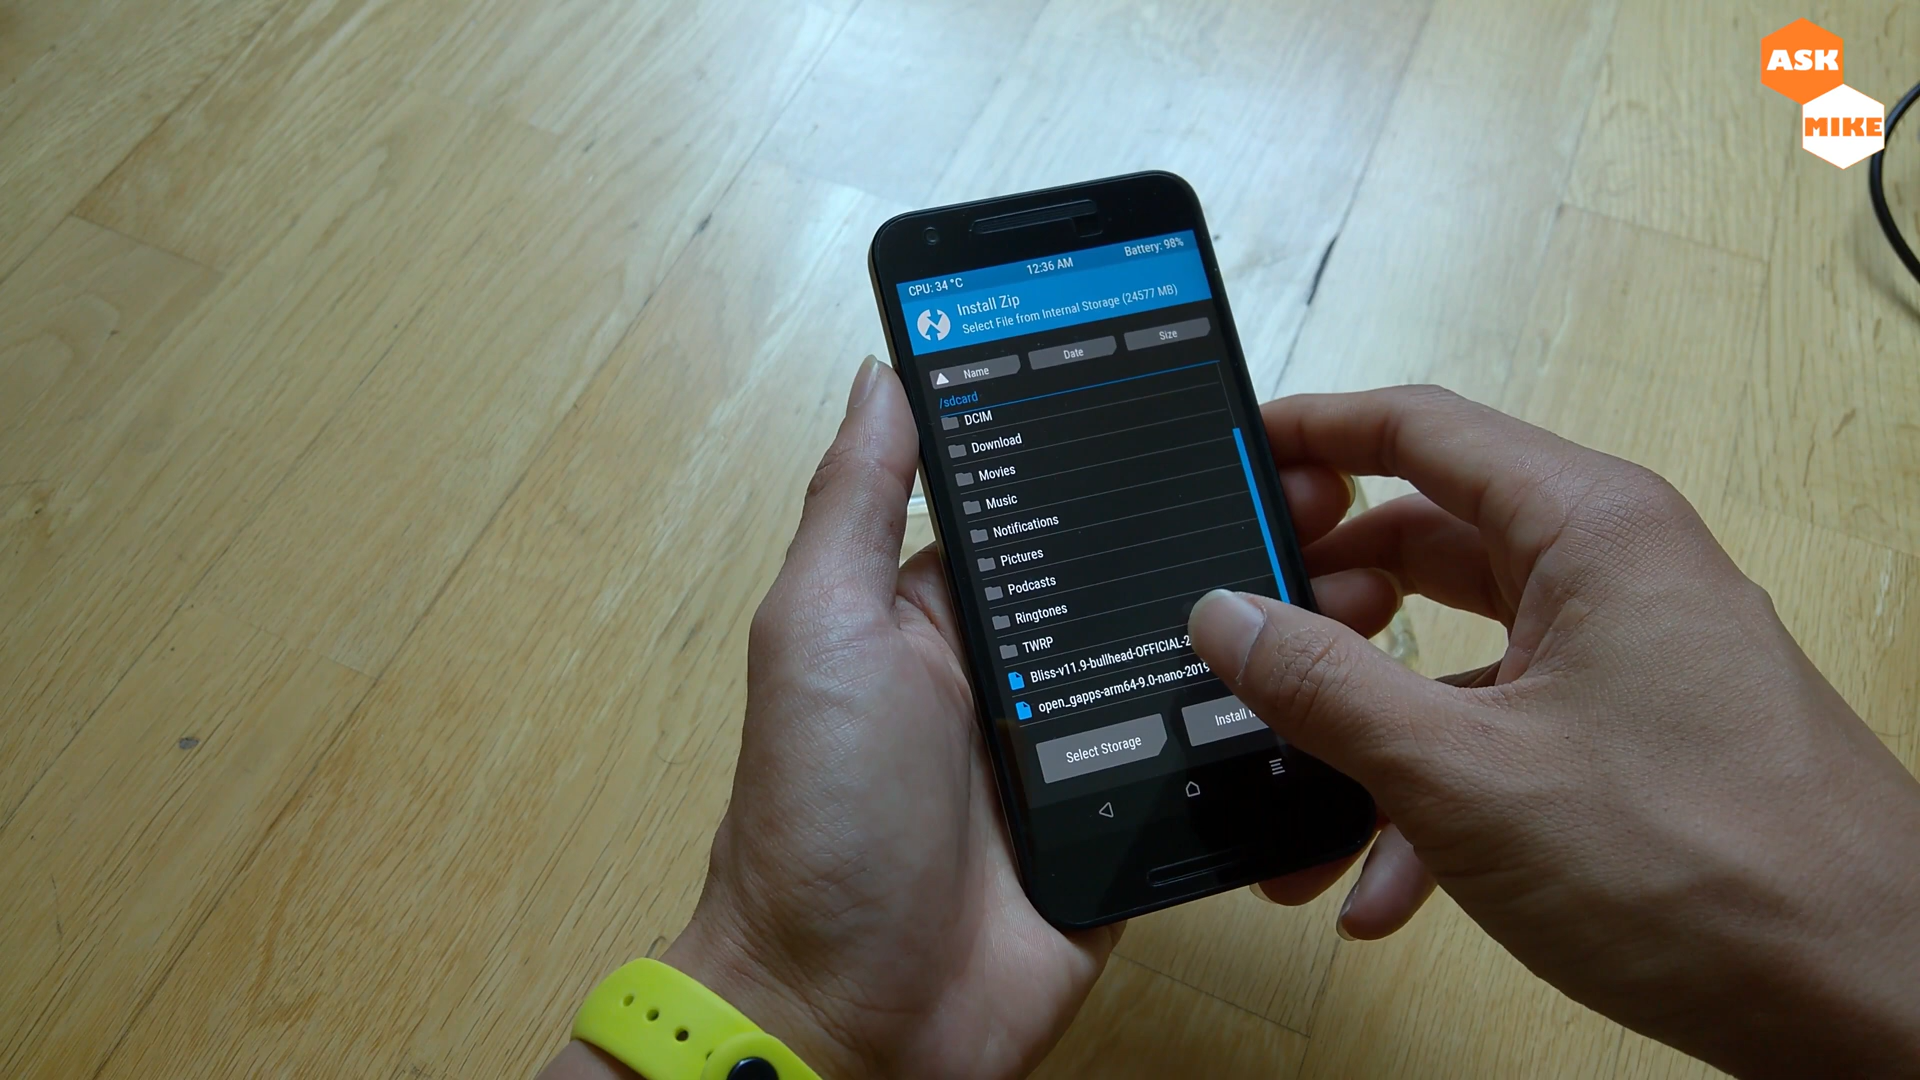 ASK
MIKE
CPU: 34 °C
12:36 AM
Battery: 98%
Install Zip
Select File from Internal Storage (24577 MB)
Name
Date
Size
/sdcard
DCIM
Download
Movies
Music
Notifications
Pictures
Podcasts
Ringtones
TWRP
Bliss-v11.9-bullhead-OFFICIAL-2
open_gapps-arm64-9.0-nano-2019
Select Storage
Install